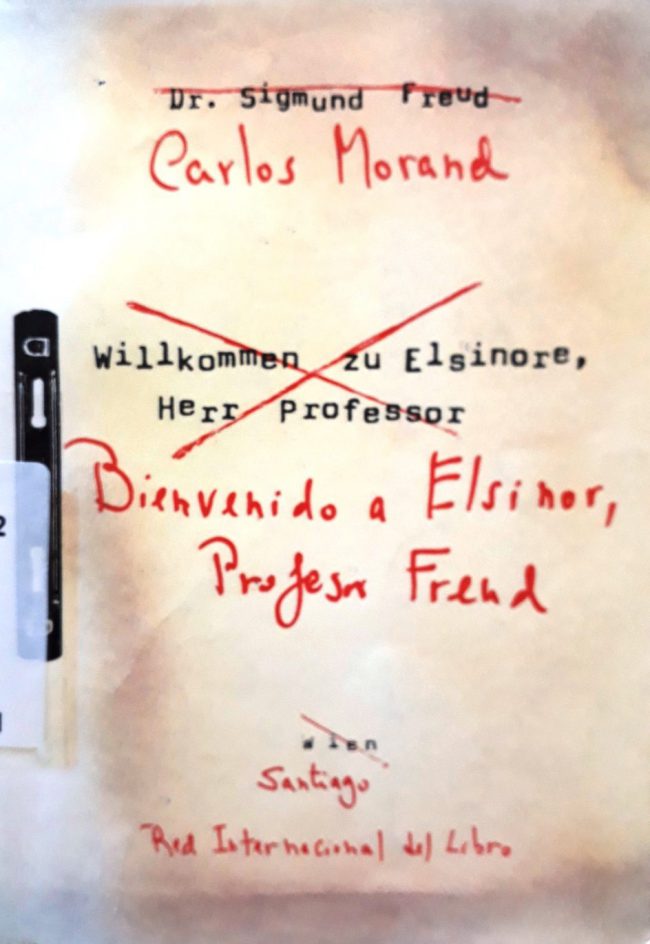 Dr. Sigmund Freud
Carlos Morand
Willkommen zu Elsinore,
Herr Professor
Bienvenido a Elsinor,
Profesor Freud
Wien
Santiago
Red Internacional del Libro